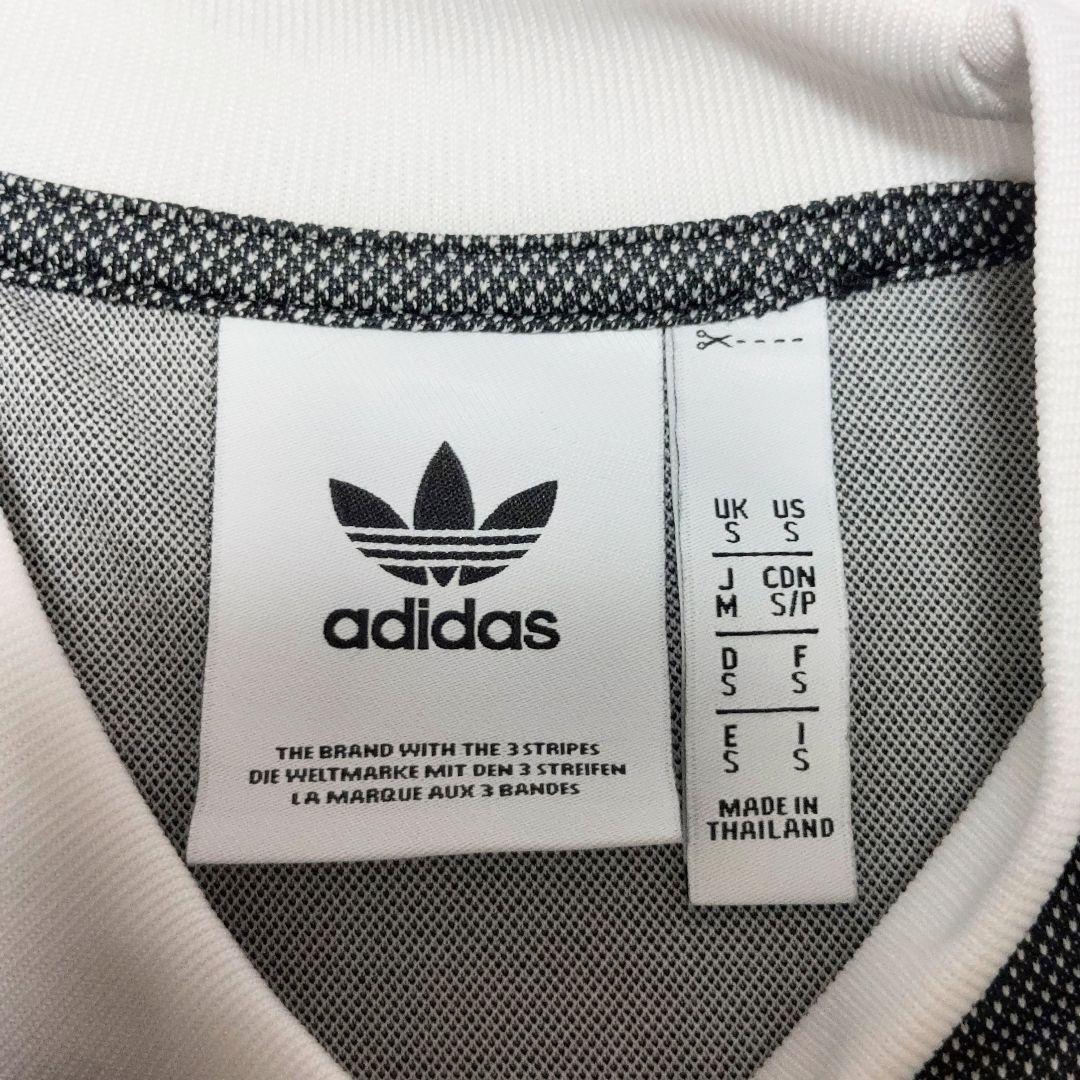 adidas
THE BRAND WITH THE 3 STRIPES
DIE WELTMARKE MIT DEN 3 STREIFEN
LA MARQUE AUX 3 BANDES
UK US
S S
J CDN
M S/P
D F
S S
E I
S S
MADE IN
THAILAND